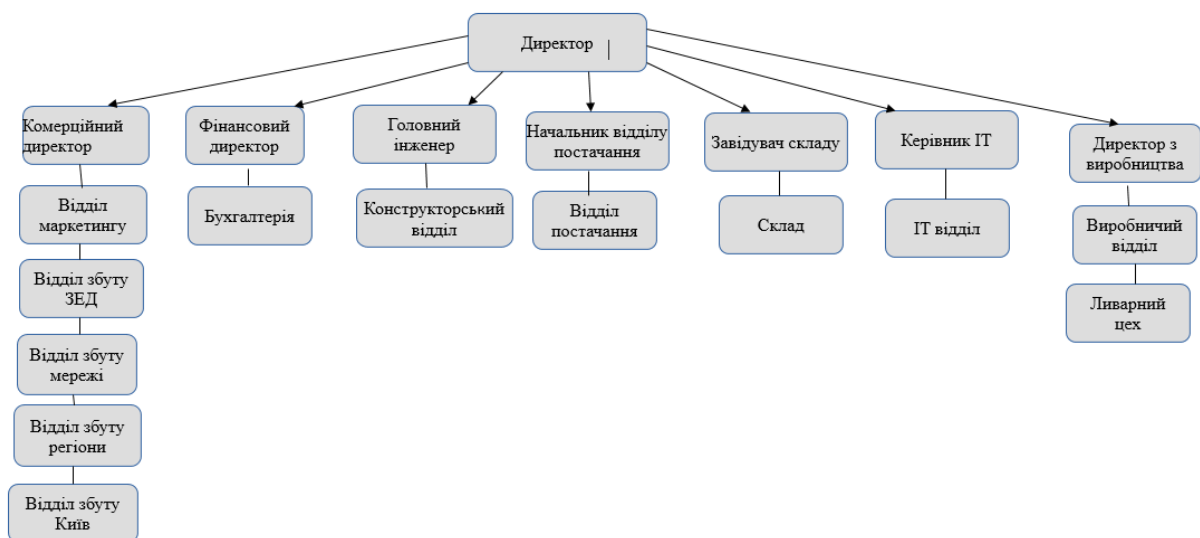 Директор
Комерційний
директор
Фінансовий
директор
Головний
інженер
Начальник відділу
постачання
Завідувач складу
Керівник ІТ
Директор з
виробництва
Відділ
маркетингу
Бухгалтерія
Конструкторський
відділ
Відділ
постачання
Склад
ІТ відділ
Виробничий
відділ
Відділ збуту
ЗЕД
Ливарний
цех
Відділ збуту
мережі
Відділ збуту
регіони
Відділ збуту
Київ